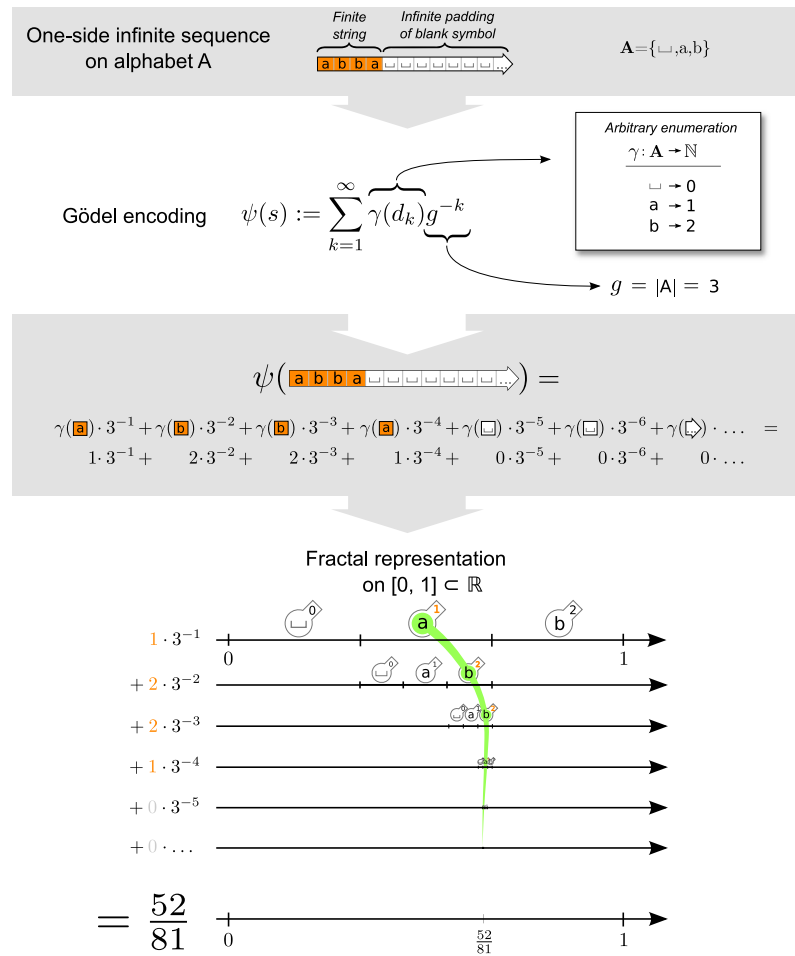 One-side infinite sequence
on alphabet A
Finite
string
Infinite padding
of blank symbol
a b b a ␣ ␣ ␣ ␣ ␣ ␣ ␣ ...
A={␣,a,b}
Arbitrary enumeration
γ: A → ℕ
␣ → 0
a → 1
b → 2
Gödel encoding
ψ(s) := ∑_{k=1}^{∞} γ(d_k)g^{-k}
g = |A| = 3
ψ( a b b a ␣ ␣ ␣ ␣ ␣ ␣ ␣ ... ) =
γ(a)·3⁻¹ + γ(b)·3⁻² + γ(b)·3⁻³ + γ(a)·3⁻⁴ + γ(␣)·3⁻⁵ + γ(␣)·3⁻⁶ + γ(...)· ... =
1·3⁻¹ + 2·3⁻² + 2·3⁻³ + 1·3⁻⁴ + 0·3⁻⁵ + 0·3⁻⁶ + 0· ...
Fractal representation
on [0, 1] ⊂ ℝ
␣ 0 a 1 b 2
1 · 3⁻¹
0 1
␣ 0 a 1 b 2
+ 2 · 3⁻²
␣ 0 a 1 b 2
+ 2 · 3⁻³
+ 1 · 3⁻⁴
+ 0 · 3⁻⁵
+ 0 · ...
= 52/81
0 52/81 1